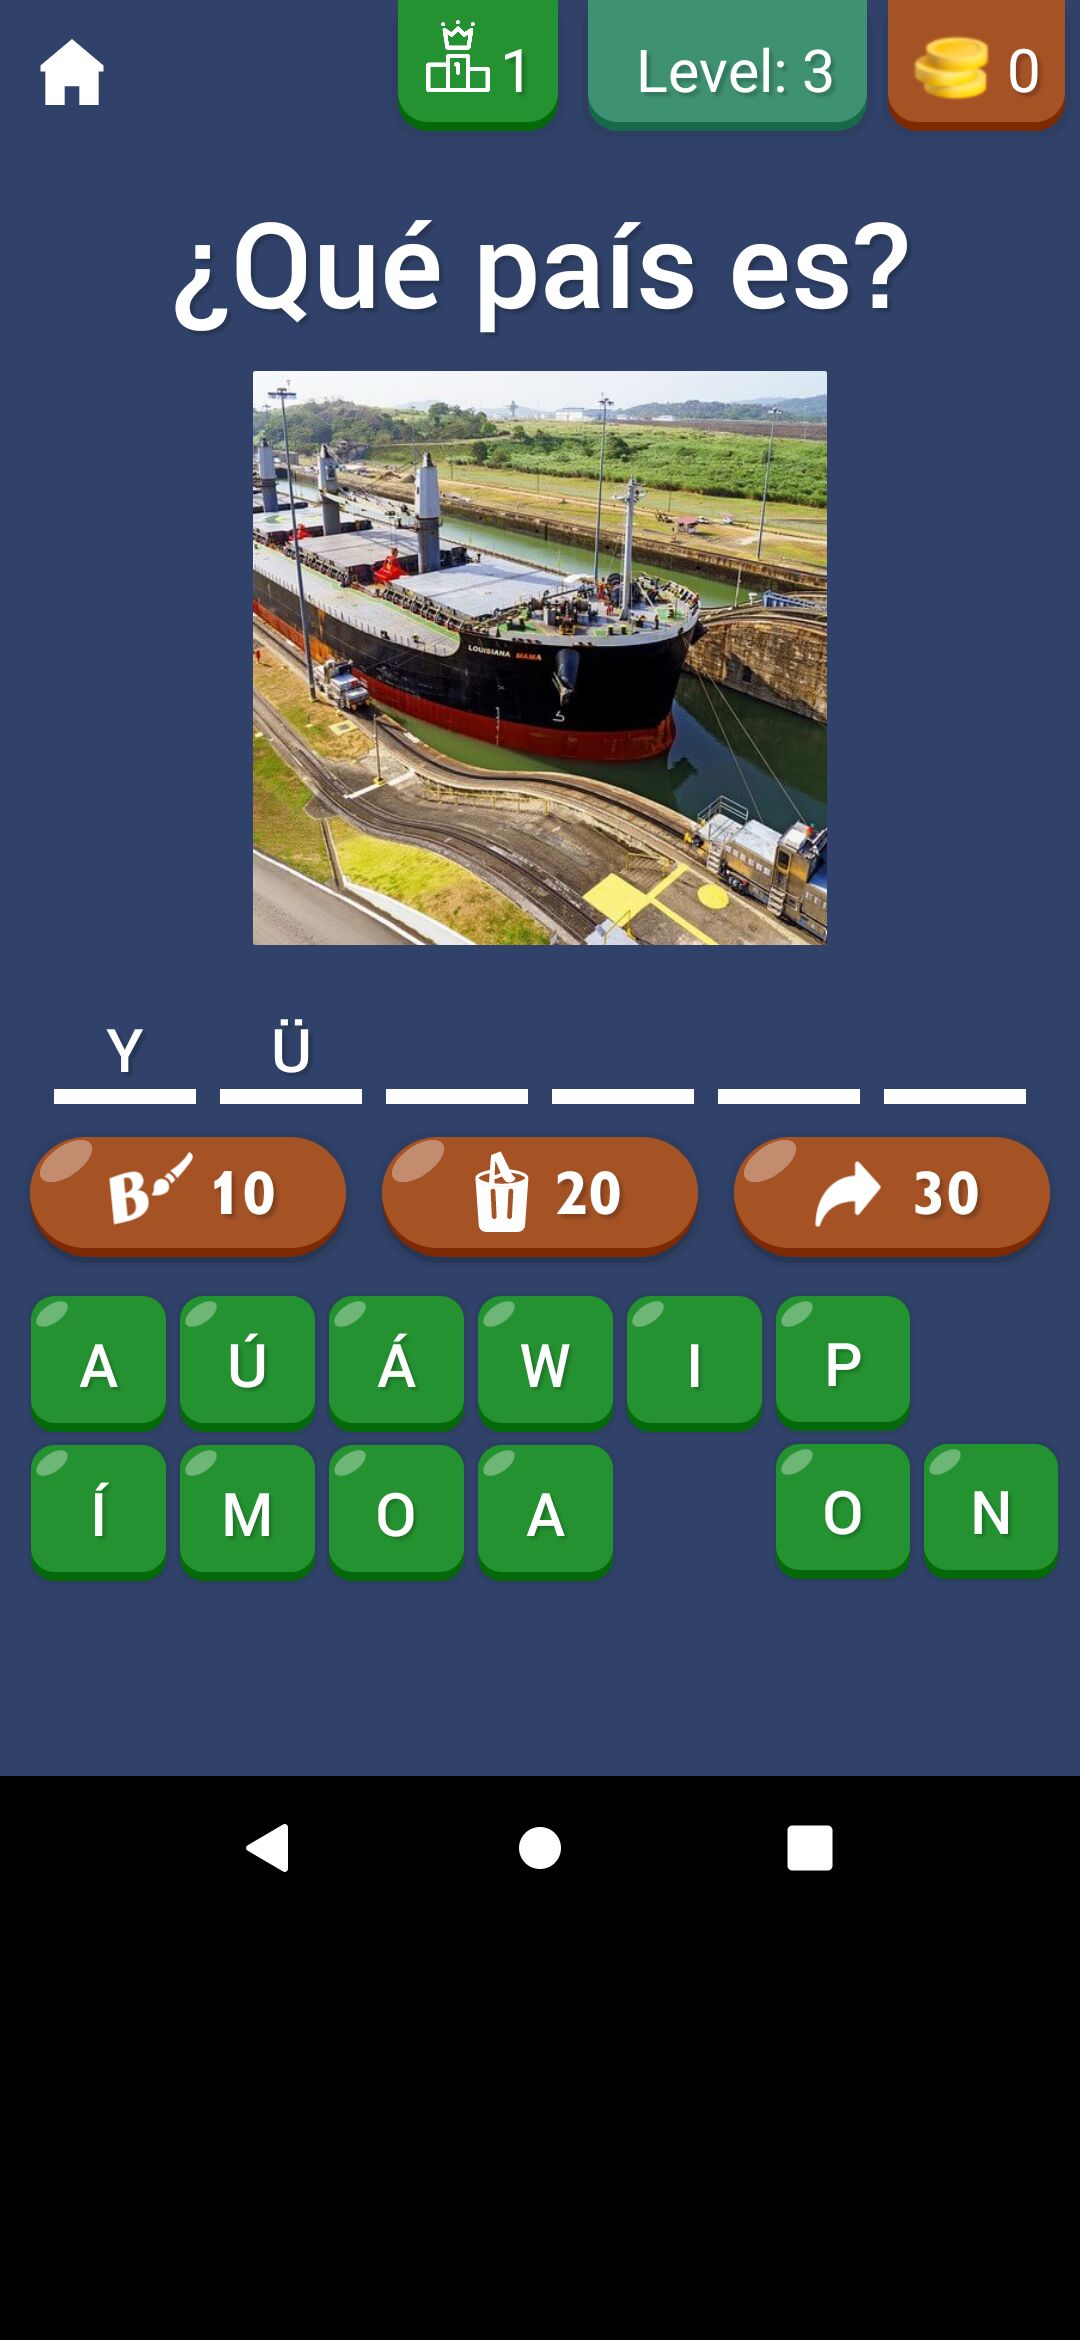 1
Level: 3
0
¿Qué país es?
LOUISIANA MAMA
Y Ü
B 10
20
30
A Ú Á W I P
Í M O A O N